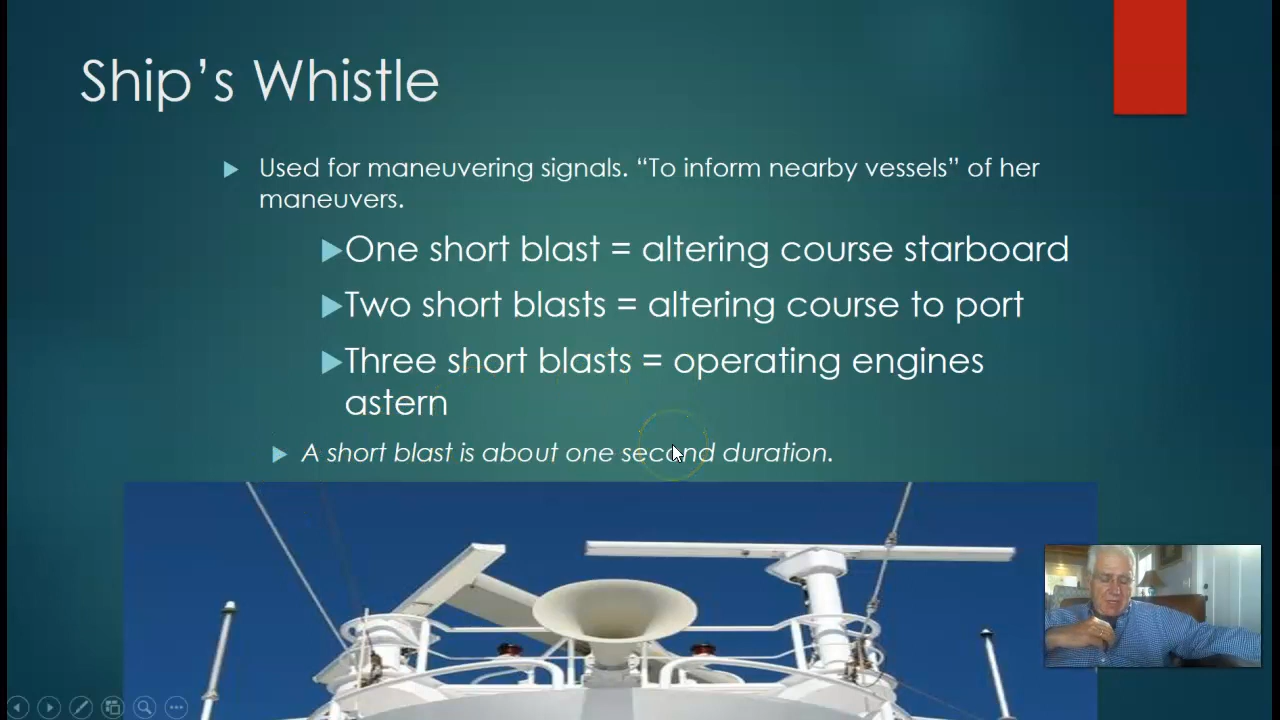 Ship’s Whistle
Used for maneuvering signals. “To inform nearby vessels” of her
maneuvers.
One short blast = altering course starboard
Two short blasts = altering course to port
Three short blasts = operating engines
astern
A short blast is about one second duration.